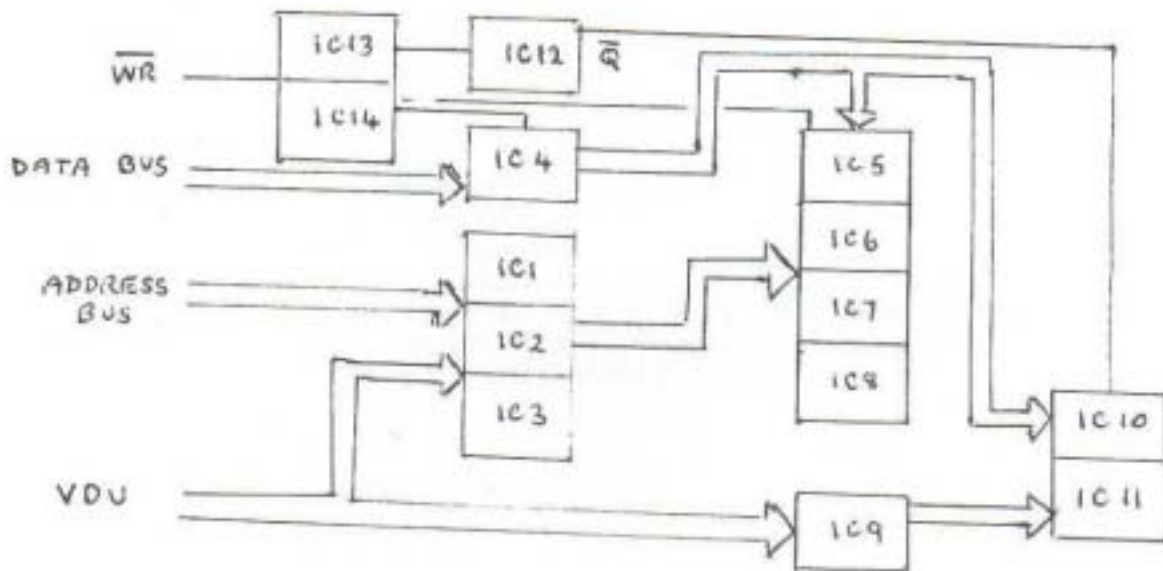 IC13
IC12
Q̅
W̅R̅
IC14
IC4
DATA BUS
IC5
IC6
IC1
ADDRESS
BUS
IC7
IC2
IC8
IC3
IC10
VDU
IC11
IC9